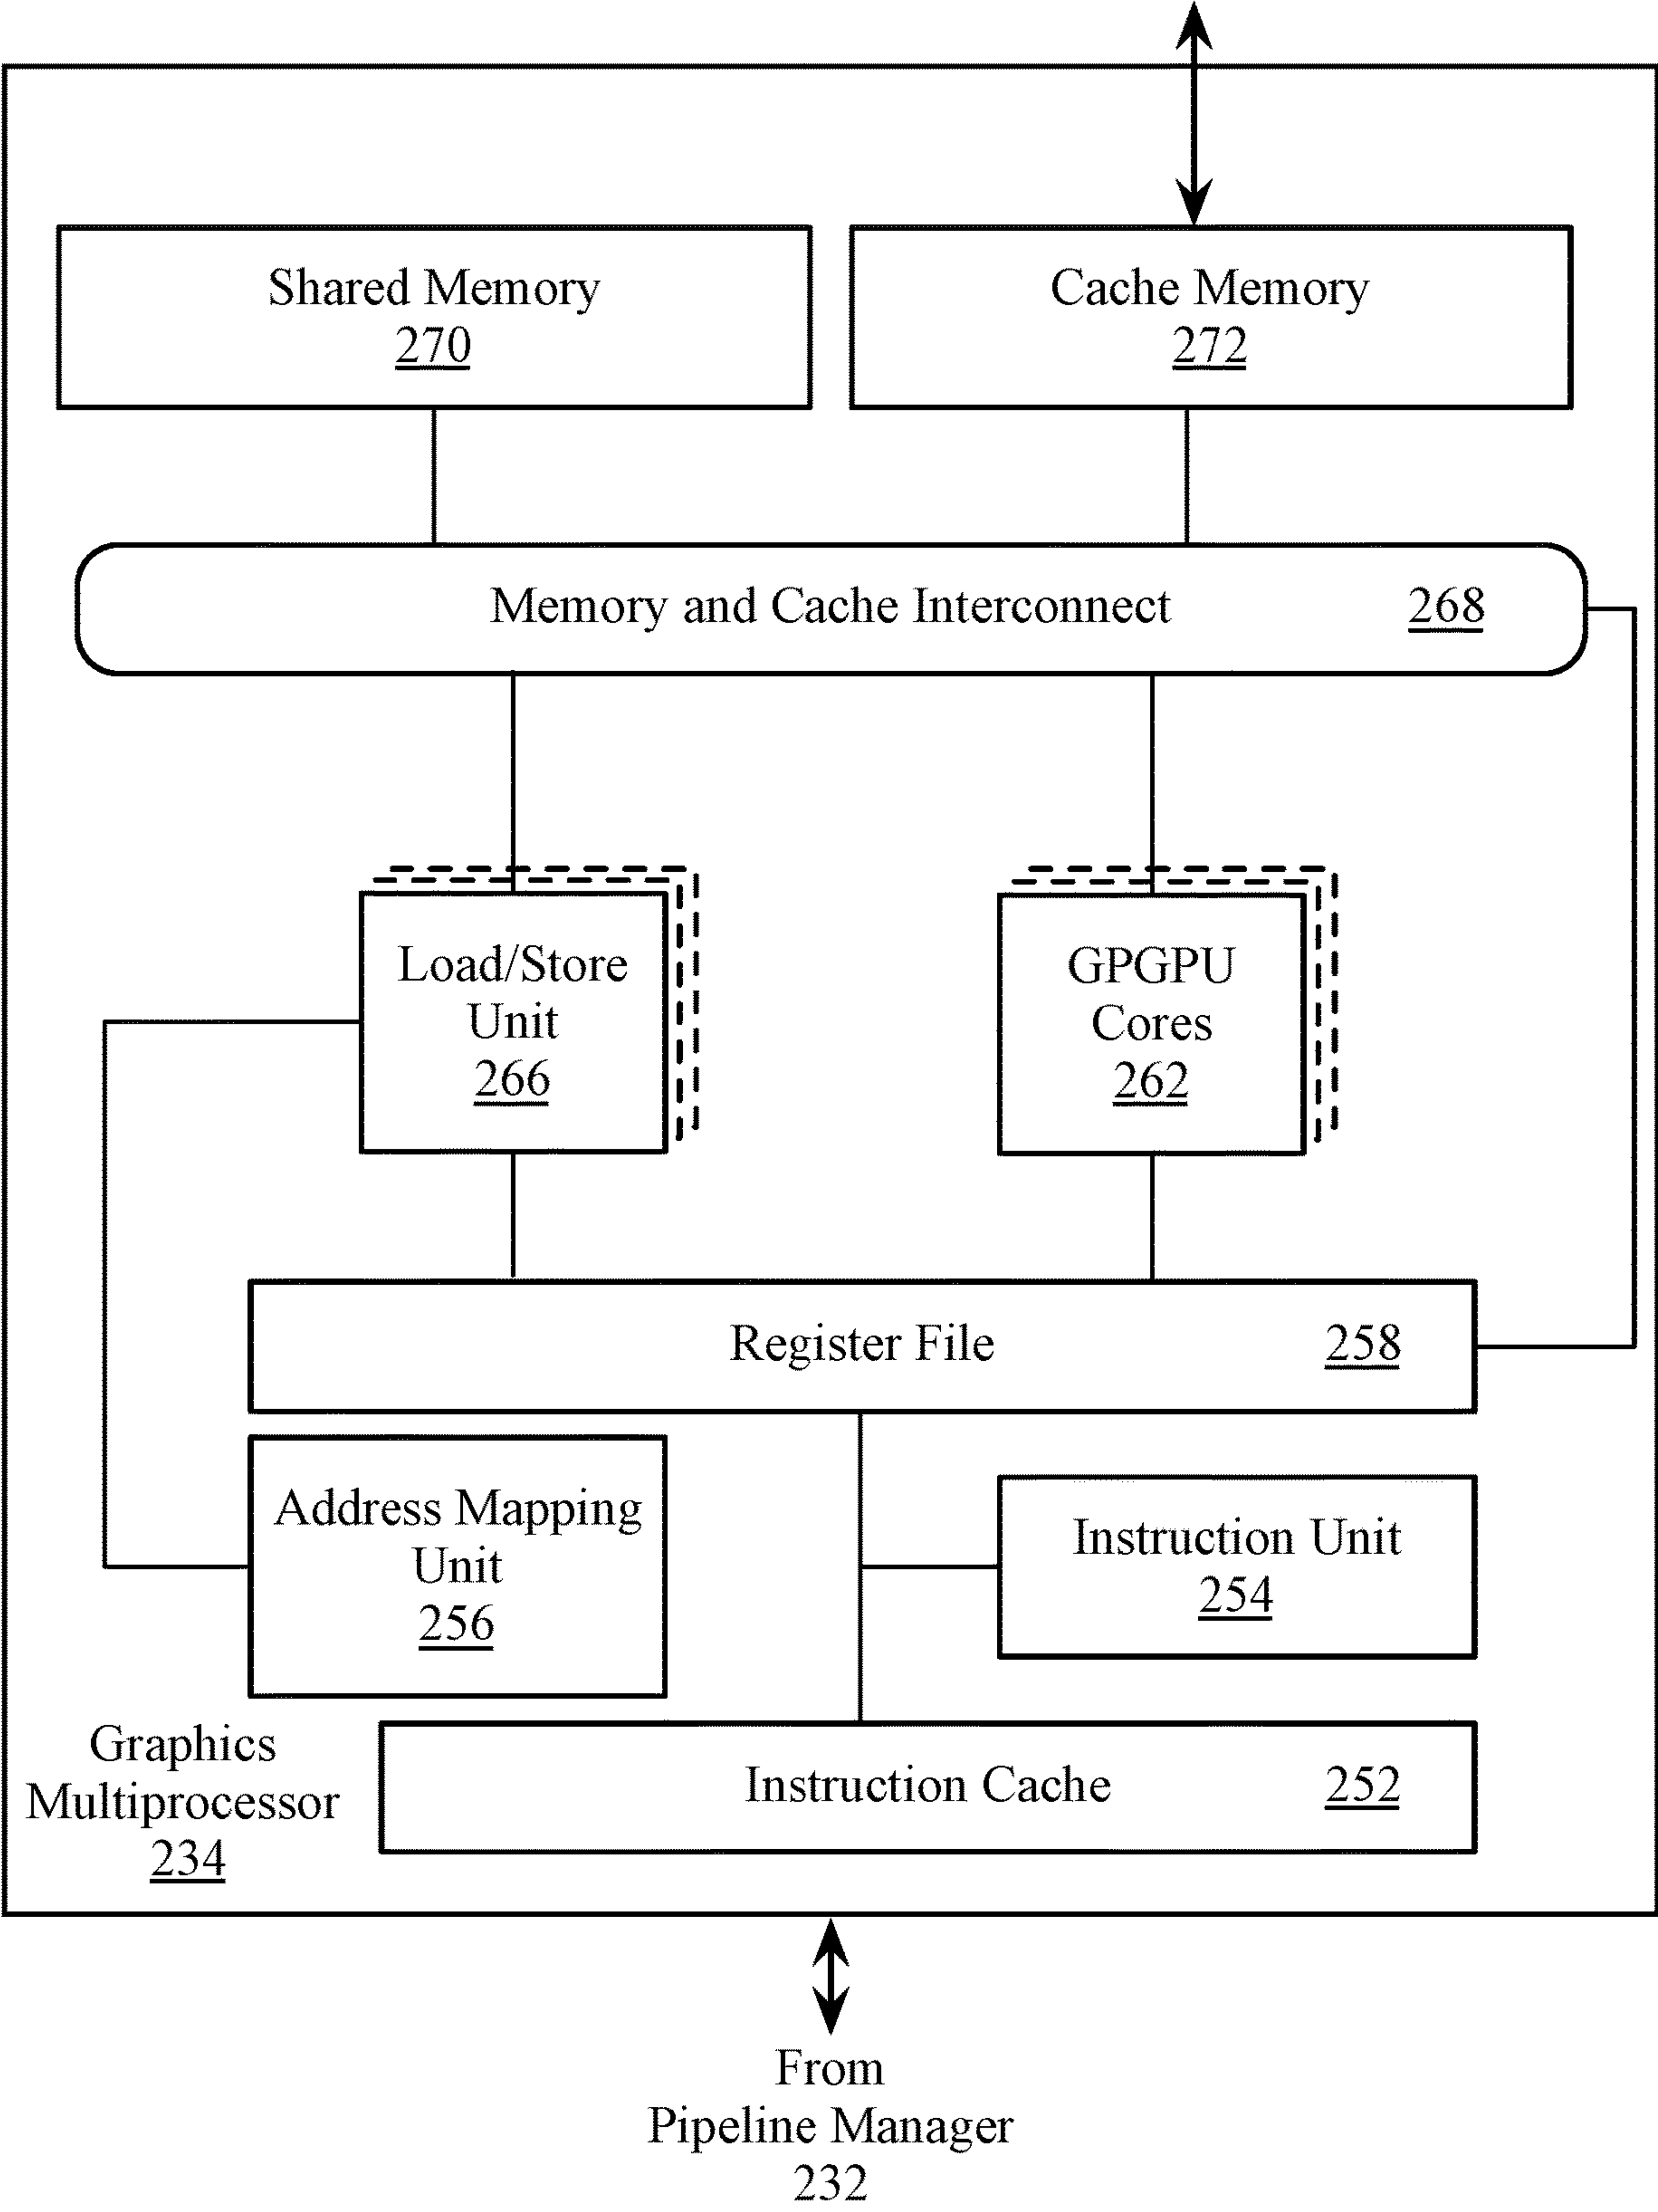 Shared Memory
270
Cache Memory
272
Memory and Cache Interconnect 268
Load/Store
Unit
266
GPGPU
Cores
262
Register File 258
Address Mapping
Unit
256
Instruction Unit
254
Graphics
Multiprocessor
234
Instruction Cache 252
From
Pipeline Manager
232